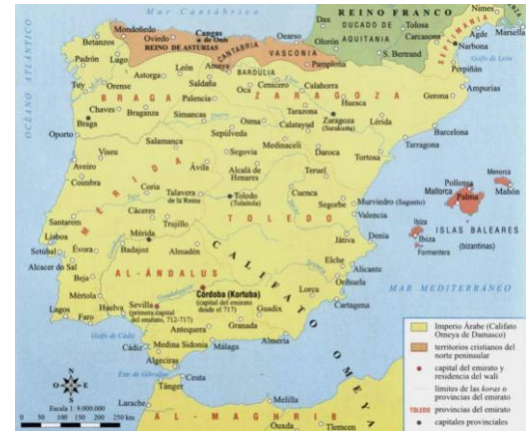 Mar Cantábrico
REINO FRANCO
Nimes
Mondoñedo
Cangas
de Onís
Dax
DUCADO DE
Tolosa
Agde
Marsella
Betanzos
Oviedo
Ocarso
AQUITANIA
Carcasona
Narbona
REINO DE ASTURIAS
CANTABRIA
VASCONIA
Olorón
S. Bertrand
SEPTIMANIA
Golfo de León
Padrón
Lugo
León
Amaya
Pamplona
Perpiñán
OCÉANO ATLÁNTICO
Astorga
BARDULIA
Tuy
Orense
Saldaña
Oca
Cenicero
Calahorra
Ampurias
BRAGA
Palencia
ZARAGOZA
Huesca
Gerona
Chaves
Braganza
Simancas
Tarazona
Braga
Osma
Calatayud
Zaragoza
(Sarakusta)
Lérida
Oporto
Sepúlveda
Barcelona
Salamanca
Medinaceli
Tarragona
Viseu
Segovia
Daroca
Tortosa
Aveiro
Ávila
Alcalá de
Henares
Teruel
Menorca
Coimbra
Coria
Talavera
de la Reina
Toledo
(Tolaitola)
Cuenca
Pollensa
Mallorca
Mahón
MÉRIDA
Segorbe
Murviedro (Sagunto)
Palma
Cáceres
TOLEDO
Valencia
Santarem
Trujillo
Ibiza
ISLAS BALEARES
Lisboa
Mérida
Játiva
Denia
Ibiza
(bizantinas)
Setúbal
Évora
Badajoz
Almadén
Formentera
Alcacer do Sal
CALIFATO OMEYA
Elche
Alicante
Beja
AL-ÁNDALUS
Orihuela
MAR MEDITERRÁNEO
Mértola
Córdoba (Kortuba)
(capital del emirato
desde el 717)
Lorca
Cartagena
Lagos
Huelva
Sevilla
(primera capital
del emirato, 712-717)
Guadix
Faro
Antequera
Granada
Golfo de Cádiz
Almería
Cádiz
Medina Sidonia
Málaga
Algeciras
Estr. de Gibraltar
Ceuta
Tánger
Melilla
Larache
AL-MAGHRIB
Ouxda
Tlemcen
N
O
E
S
Escala 1: 9.000.000
0 50 100 150 200 250 km
Imperio Árabe (Califato
Omeya de Damasco)
territorios cristianos del
norte peninsular
capital del emirato y
residencia del walí
límites de las koras o
provincias del emirato
TOLEDO provincias del emirato
capitales provinciales